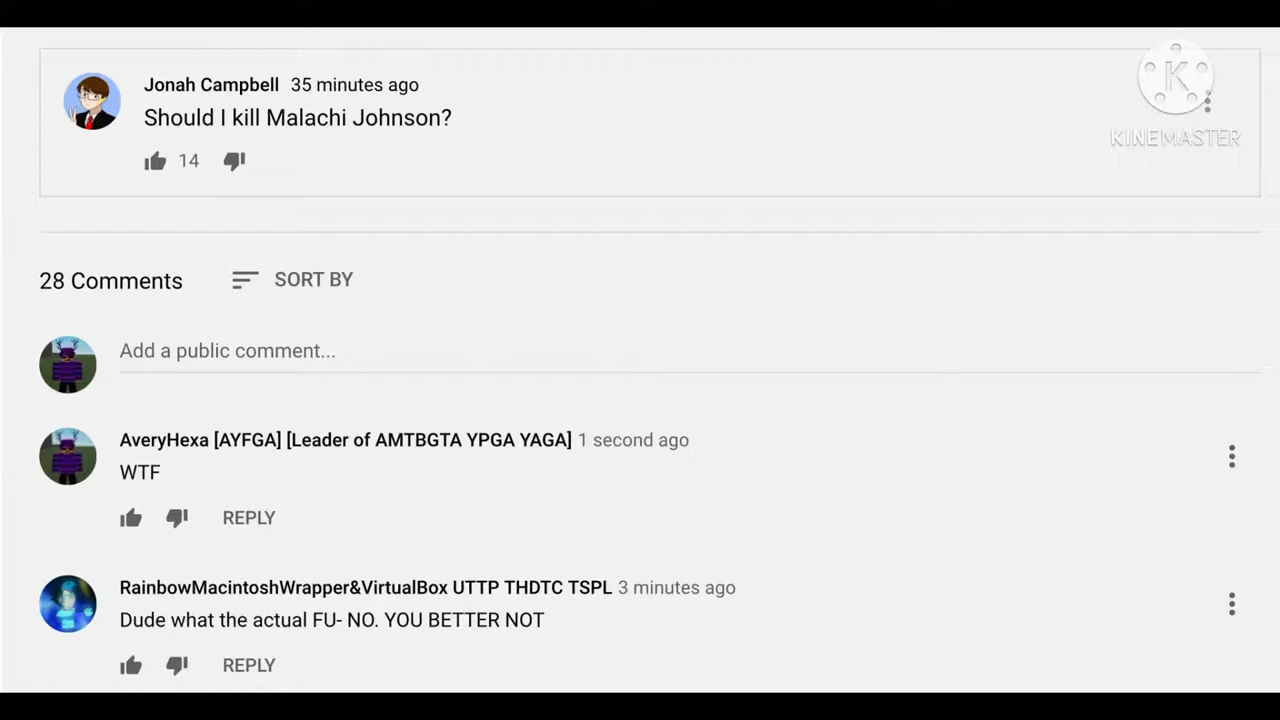 Jonah Campbell 35 minutes ago
Should I kill Malachi Johnson?
14
K
KINEMASTER
28 Comments SORT BY
Add a public comment...
AveryHexa [AYFGA] [Leader of AMTBGTA YPGA YAGA] 1 second ago
WTF
REPLY
RainbowMacintoshWrapper&VirtualBox UTTP THDTC TSPL 3 minutes ago
Dude what the actual FU- NO. YOU BETTER NOT
REPLY